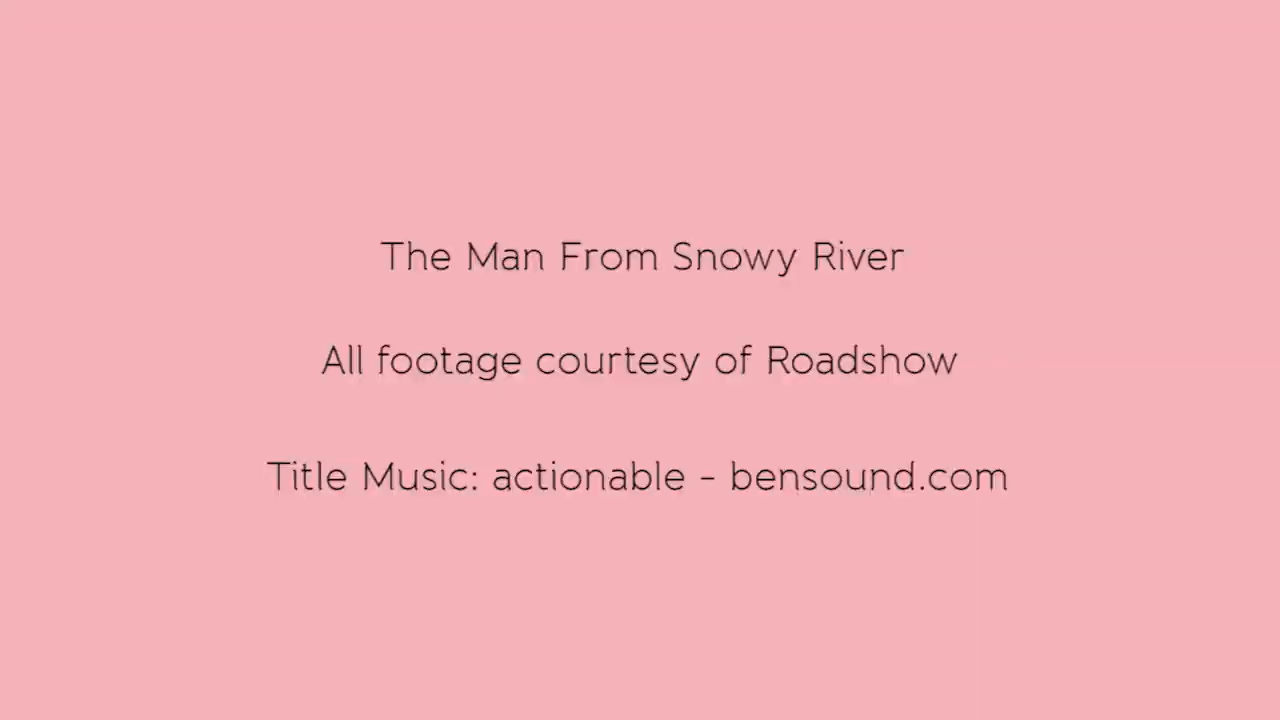 The Man From Snowy River
All footage courtesy of Roadshow
Title Music: actionable - bensound.com